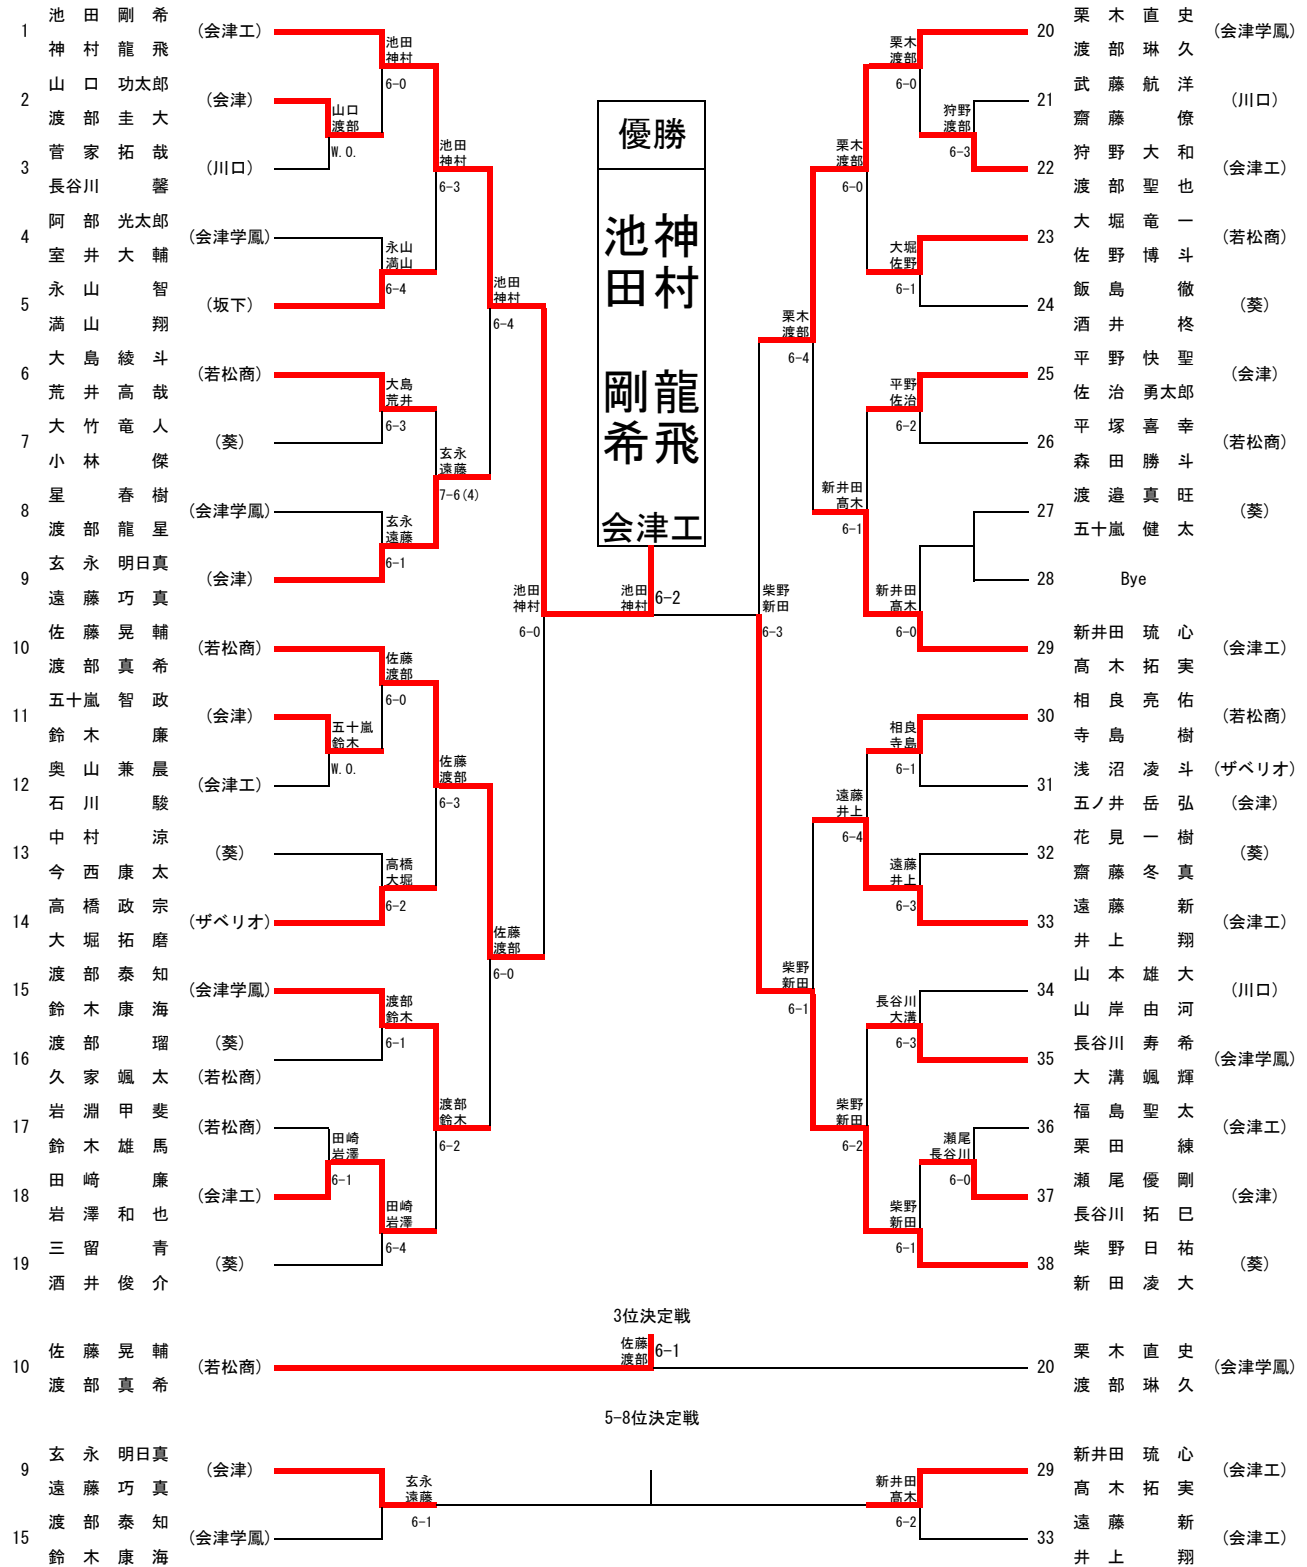 1 池田剛希 (会津工)
神村龍飛
2 山口功太郎 (会津)
渡部圭大
3 菅家拓哉 (川口)
長谷川馨
4 阿部光太郎 (会津学鳳)
室井大輔
5 永山智 (坂下)
満山翔
6 大島綾斗 (若松商)
荒井高哉
7 大竹竜人 (葵)
小林傑
8 星春樹 (会津学鳳)
渡部龍星
9 玄永明日真 (会津)
遠藤巧真
10 佐藤晃輔 (若松商)
渡部真希
11 五十嵐智政 (会津)
鈴木廉
12 奥山兼晨 (会津工)
石川駿
13 中村涼 (葵)
今西康太
14 高橋政宗 (ザベリオ)
大堀拓磨
15 渡部泰知 (会津学鳳)
鈴木康海
16 渡部瑠 (葵)
久家颯太 (若松商)
17 岩淵甲斐 (若松商)
鈴木雄馬
18 田﨑廉 (会津工)
岩澤和也
19 三留青 (葵)
酒井俊介
山口
渡部
W.O.
五十嵐
鈴木
W.O.
田崎
岩澤
6-1
池田
神村
6-0
永山
満山
6-4
大島
荒井
6-3
玄永
遠藤
6-1
佐藤
渡部
6-0
高橋
大堀
6-2
渡部
鈴木
6-1
田崎
岩澤
6-4
池田
神村
6-3
玄永
遠藤
7-6(4)
佐藤
渡部
6-3
渡部
鈴木
6-2
池田
神村
6-4
佐藤
渡部
6-0
池田
神村
6-0
優勝
神村 龍飛
池田 剛希
会津工
池田
神村
6-2
柴野
新田
6-3
栗木
渡部
6-4
柴野
新田
6-1
栗木
渡部
6-0
新井田
髙木
6-1
遠藤
井上
6-4
柴野
新田
6-2
栗木
渡部
6-0
大堀
佐野
6-1
平野
佐治
6-2
新井田
髙木
6-0
相良
寺島
6-1
遠藤
井上
6-3
長谷川
大溝
6-3
柴野
新田
6-1
狩野
渡部
6-3
瀬尾
長谷川
6-0
20 栗木直史 (会津学鳳)
渡部琳久
21 武藤航洋 (川口)
齋藤僚
22 狩野大和 (会津工)
渡部聖也
23 大堀竜一 (若松商)
佐野博斗
24 飯島徹 (葵)
酒井柊
25 平野快聖 (会津)
佐治勇太郎
26 平塚喜幸 (若松商)
森田勝斗
27 渡邉真旺 (葵)
五十嵐健太
28 Bye
29 新井田琉心 (会津工)
髙木拓実
30 相良亮佑 (若松商)
寺島樹
31 浅沼凌斗 (ザベリオ)
五ノ井岳弘 (会津)
32 花見一樹 (葵)
齋藤冬真
33 遠藤新 (会津工)
井上翔
34 山本雄大 (川口)
山岸由河
35 長谷川寿希 (会津学鳳)
大溝颯輝
36 福島聖太 (会津工)
栗田練
37 瀬尾優剛 (会津)
長谷川拓巳
38 柴野日祐 (葵)
新田凌大
3位決定戦
10 佐藤晃輔 (若松商)
渡部真希
佐藤
渡部
6-1
20 栗木直史 (会津学鳳)
渡部琳久
5-8位決定戦
9 玄永明日真 (会津)
遠藤巧真
15 渡部泰知 (会津学鳳)
鈴木康海
玄永
遠藤
6-1
新井田
髙木
6-2
29 新井田琉心 (会津工)
髙木拓実
33 遠藤新 (会津工)
井上翔